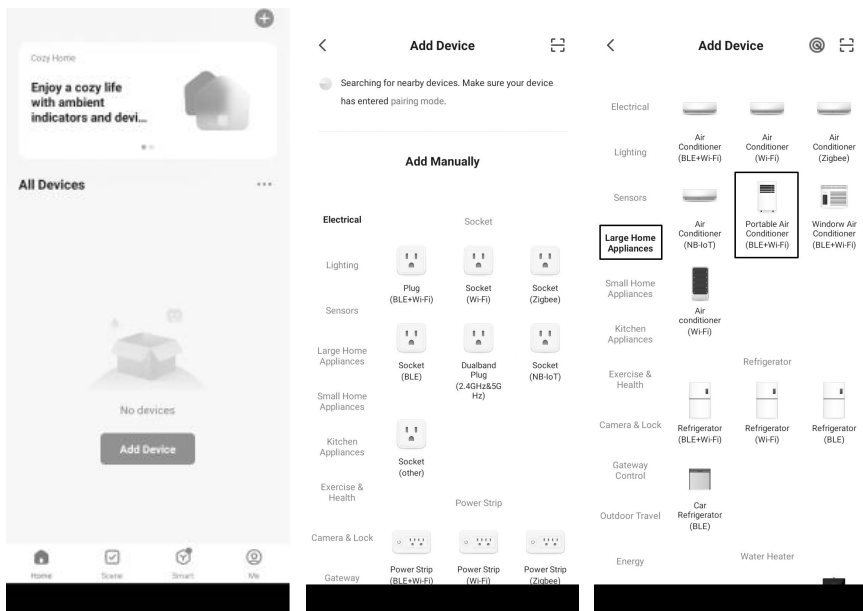 Cozy Home
Enjoy a cozy life
with ambient
indicators and devi...
All Devices
No devices
Add Device
Home
Scene
Smart
Me
Add Device
Searching for nearby devices. Make sure your device
has entered pairing mode.
Add Manually
Electrical
Lighting
Sensors
Large Home
Appliances
Small Home
Appliances
Kitchen
Appliances
Exercise &
Health
Camera & Lock
Gateway
Socket
Plug
(BLE+Wi-Fi)
Socket
(Wi-Fi)
Socket
(Zigbee)
Socket
(BLE)
Dualband
Plug
(2.4GHz&5G
Hz)
Socket
(NB-IoT)
Socket
(other)
Power Strip
Power Strip
(BLE+Wi-Fi)
Power Strip
(Wi-Fi)
Power Strip
(Zigbee)
Add Device
Electrical
Lighting
Sensors
Large Home
Appliances
Small Home
Appliances
Kitchen
Appliances
Exercise &
Health
Camera & Lock
Gateway
Control
Outdoor Travel
Energy
Air
Conditioner
(BLE+Wi-Fi)
Air
Conditioner
(Wi-Fi)
Air
Conditioner
(Zigbee)
Air
Conditioner
(NB-IoT)
Portable Air
Conditioner
(BLE+Wi-Fi)
Windorw Air
Conditioner
(BLE+Wi-Fi)
Air
conditioner
(Wi-Fi)
Refrigerator
Refrigerator
(BLE+Wi-Fi)
Refrigerator
(Wi-Fi)
Refrigerator
(BLE)
Car
Refrigerator
(BLE)
Water Heater